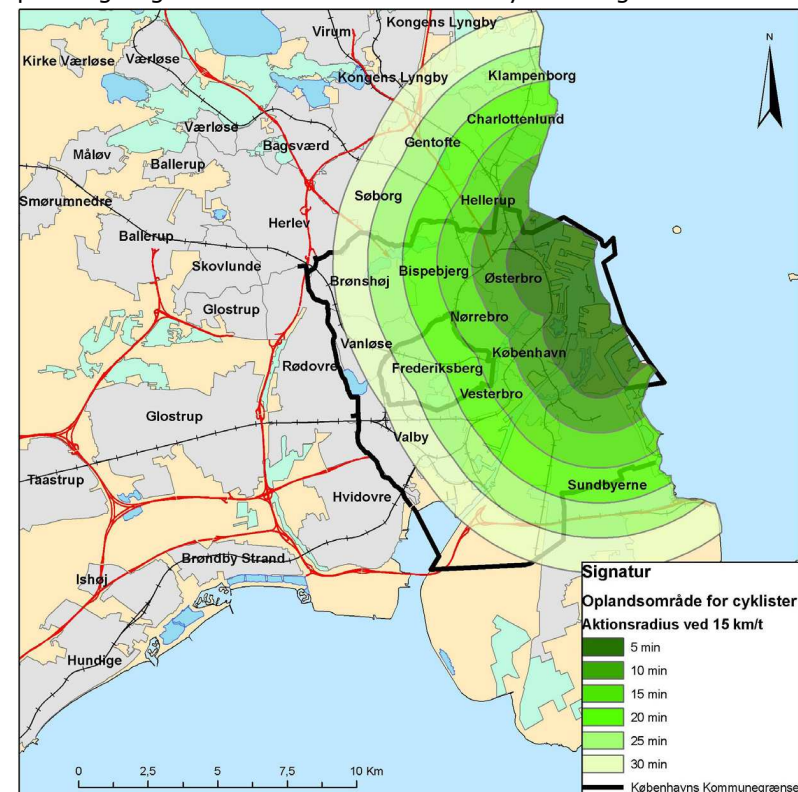 Kongens Lyngby
Virum
Kirke Værløse
Værløse
Klampenborg
Kongens Lyngby
Charlottenlund
Værløse
Gentofte
Bagsværd
Måløv
Ballerup
Søborg
Hellerup
Smørumnedre
Herlev
Ballerup
Skovlunde
Brønshøj
Bispebjerg
Østerbro
Glostrup
Nørrebro
Vanløse
København
Rødovre
Frederiksberg
Vesterbro
Glostrup
Valby
Taastrup
Hvidovre
Sundbyerne
Brøndby Strand
Ishøj
Hundige
N
Signatur
Oplandsområde for cyklister
Aktionsradius ved 15 km/t
5 min
10 min
15 min
20 min
25 min
30 min
Københavns Kommunegrænse
0 2,5 5 7,5 10 Km